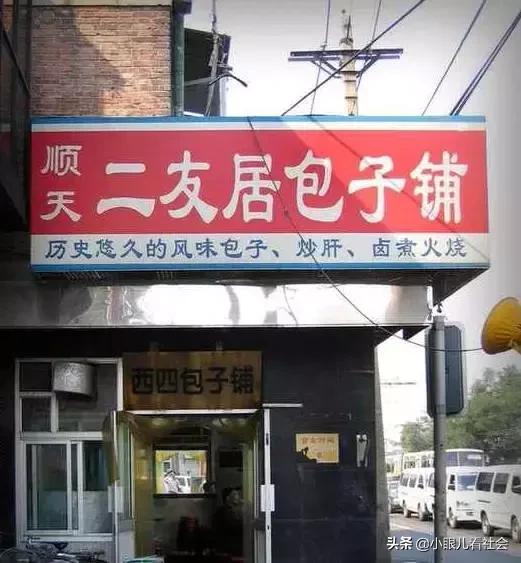 顺天
二友居包子铺
历史悠久的风味包子、炒肝、卤煮火烧
西四包子铺
头条 @小眼儿看社会